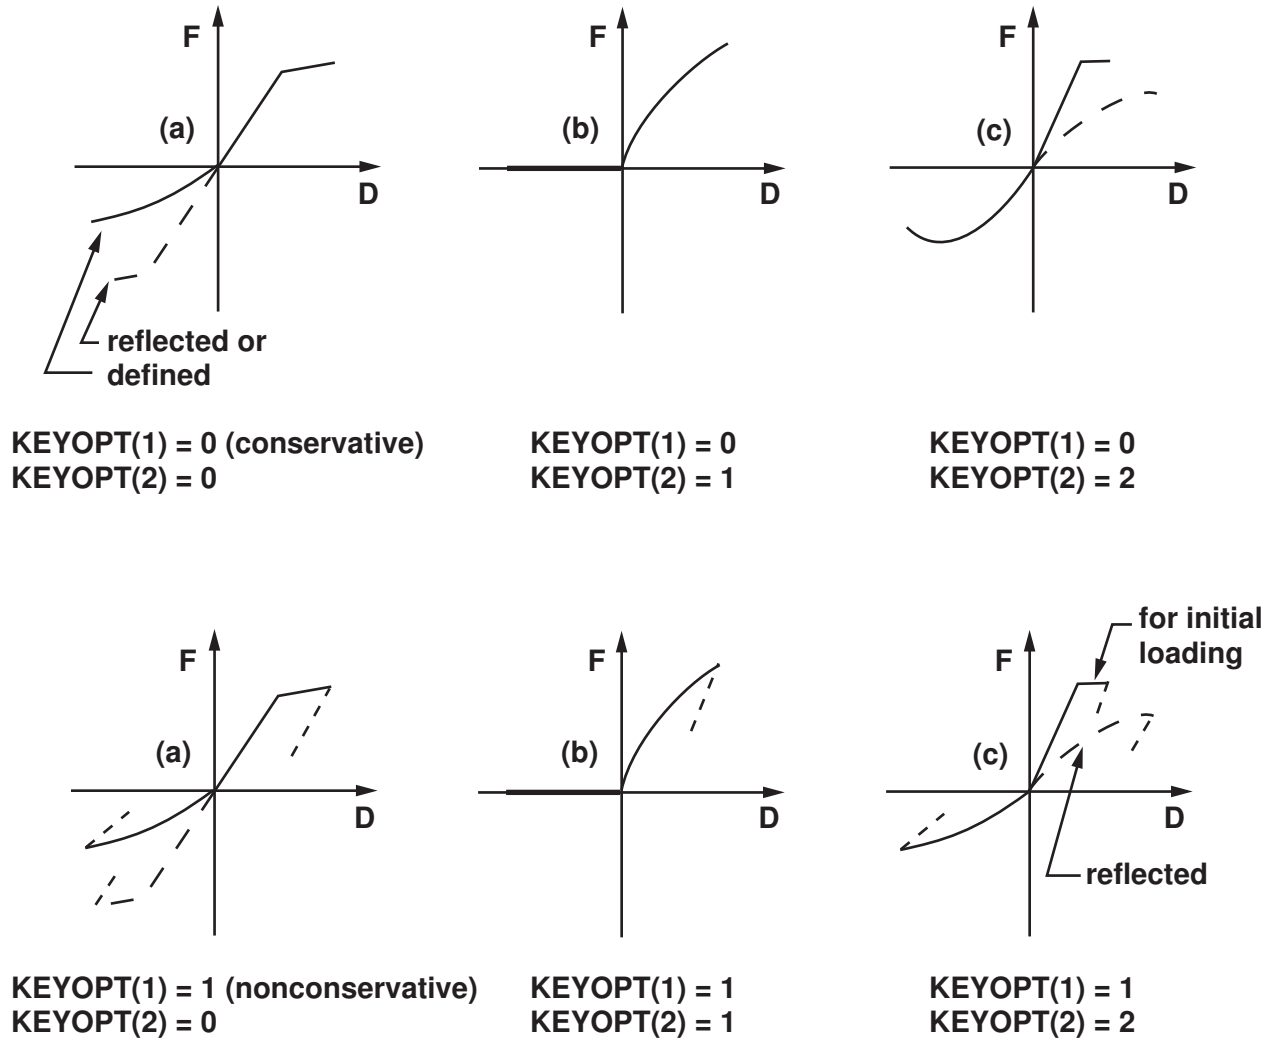 F
(a)
D
reflected or
defined
KEYOPT(1) = 0 (conservative)
KEYOPT(2) = 0
F
(b)
D
KEYOPT(1) = 0
KEYOPT(2) = 1
F
(c)
D
KEYOPT(1) = 0
KEYOPT(2) = 2
F
(a)
D
KEYOPT(1) = 1 (nonconservative)
KEYOPT(2) = 0
F
(b)
D
KEYOPT(1) = 1
KEYOPT(2) = 1
for initial
loading
F
(c)
D
reflected
KEYOPT(1) = 1
KEYOPT(2) = 2